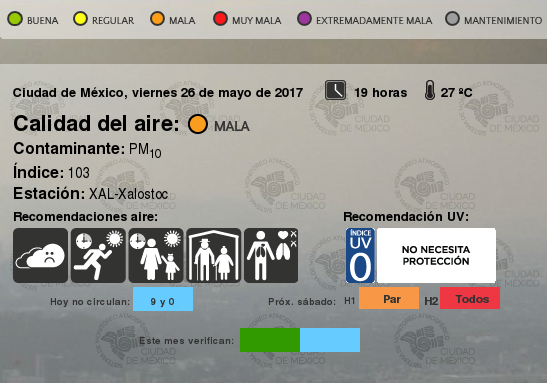 BUENA REGULAR MALA MUY MALA EXTREMADAMENTE MALA MANTENIMIENTO
Ciudad de México, viernes 26 de mayo de 2017 19 horas 27 ºC
Calidad del aire: MALA
Contaminante: PM10
Índice: 103
Estación: XAL-Xalostoc
Recomendaciones aire: Recomendación UV:
ÍNDICE
UV
0
NO NECESITA
PROTECCIÓN
Hoy no circulan: 9 y 0 Próx. sábado: H1 Par H2 Todos
Este mes verifican:
MONITOREO ATMOSFÉRICO
CIUDAD
DE MÉXICO